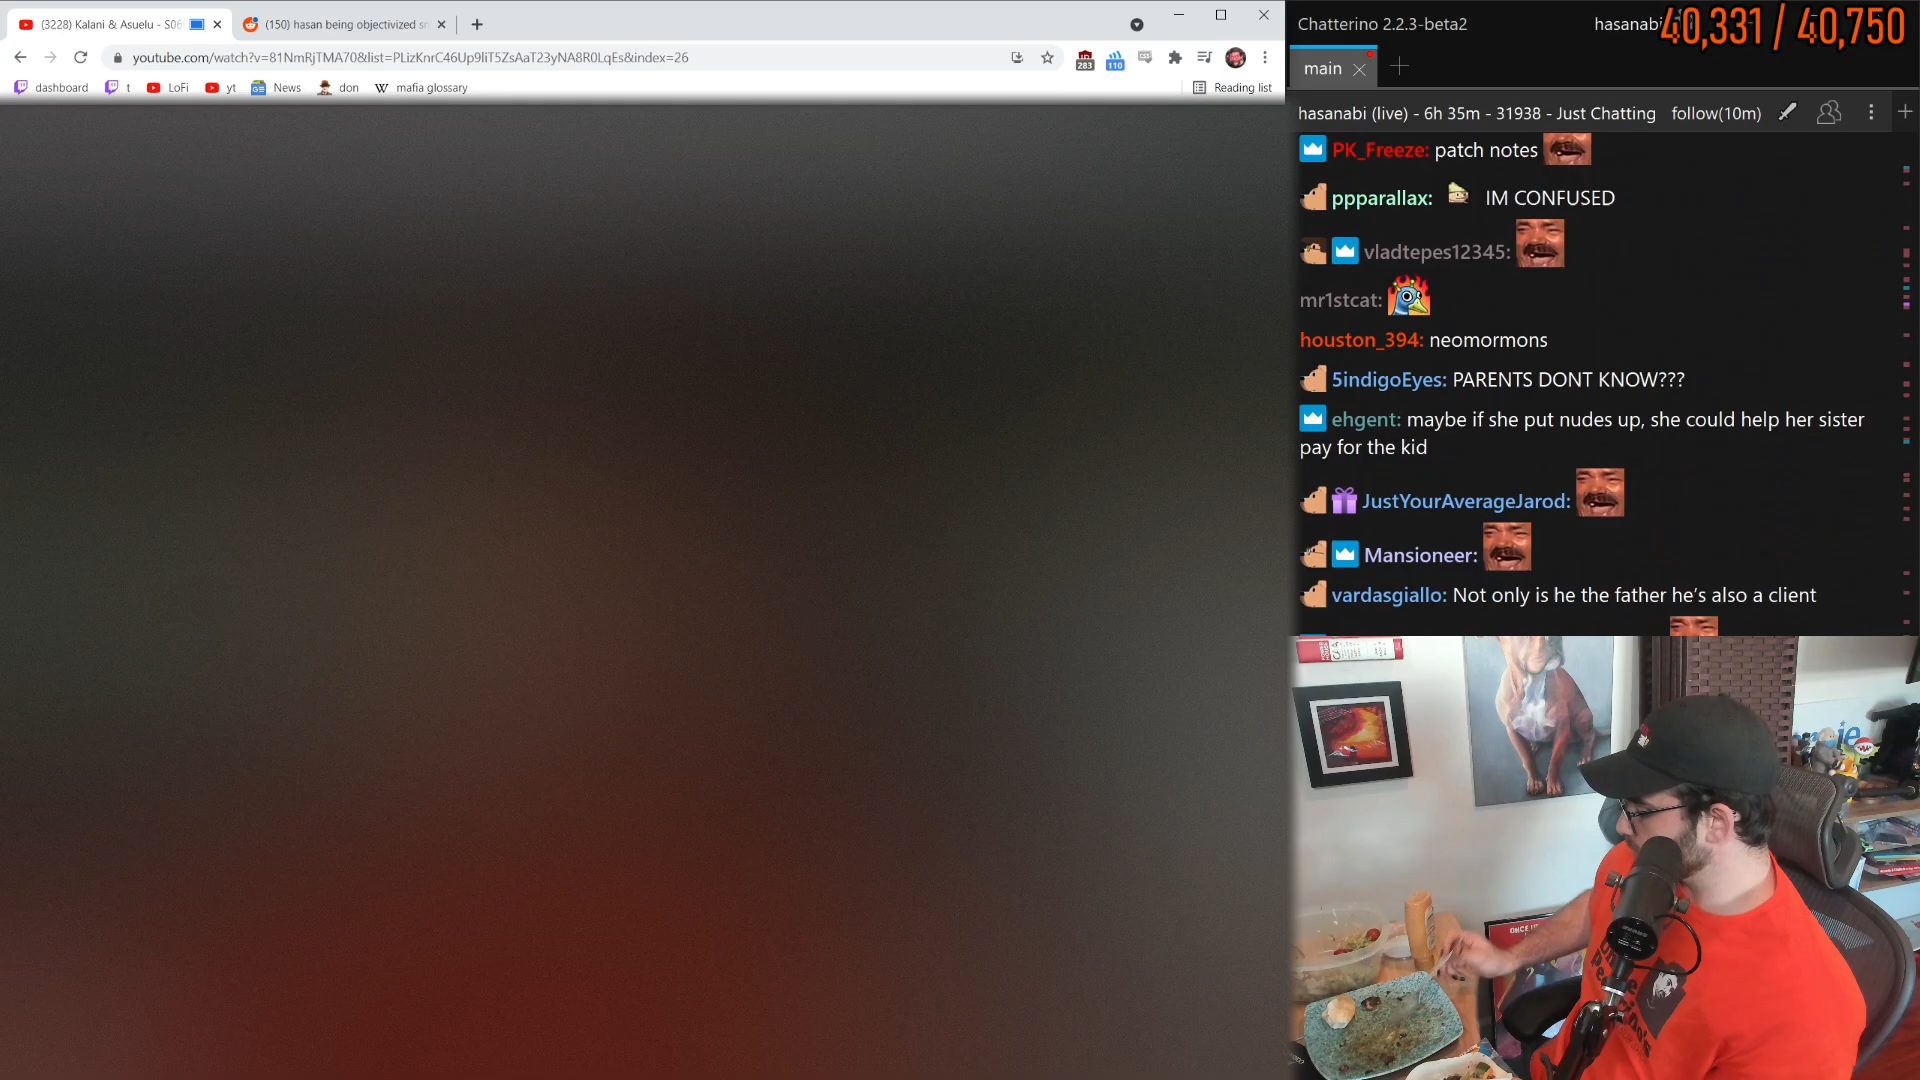 (3228) Kalani & Asuelu - S06
(150) hasan being objectivized sr
Chatterino 2.2.3-beta2
hasanabi
40,331 / 40,750
youtube.com/watch?v=81NmRjTMA70&list=PLizKnrC46Up9liT5ZsAaT23yNA8R0LqEs&index=26
283
110
main
dashboard
t
LoFi
yt
News
don
W
mafia glossary
Reading list
hasanabi (live) - 6h 35m - 31938 - Just Chatting
follow(10m)
PK_Freeze: patch notes
ppparallax: IM CONFUSED
vladtepes12345:
mr1stcat:
houston_394: neomormons
5indigoEyes: PARENTS DONT KNOW???
ehgent: maybe if she put nudes up, she could help her sister
pay for the kid
JustYourAverageJarod:
Mansioneer:
vardasgiallo: Not only is he the father he's also a client
ONCE U